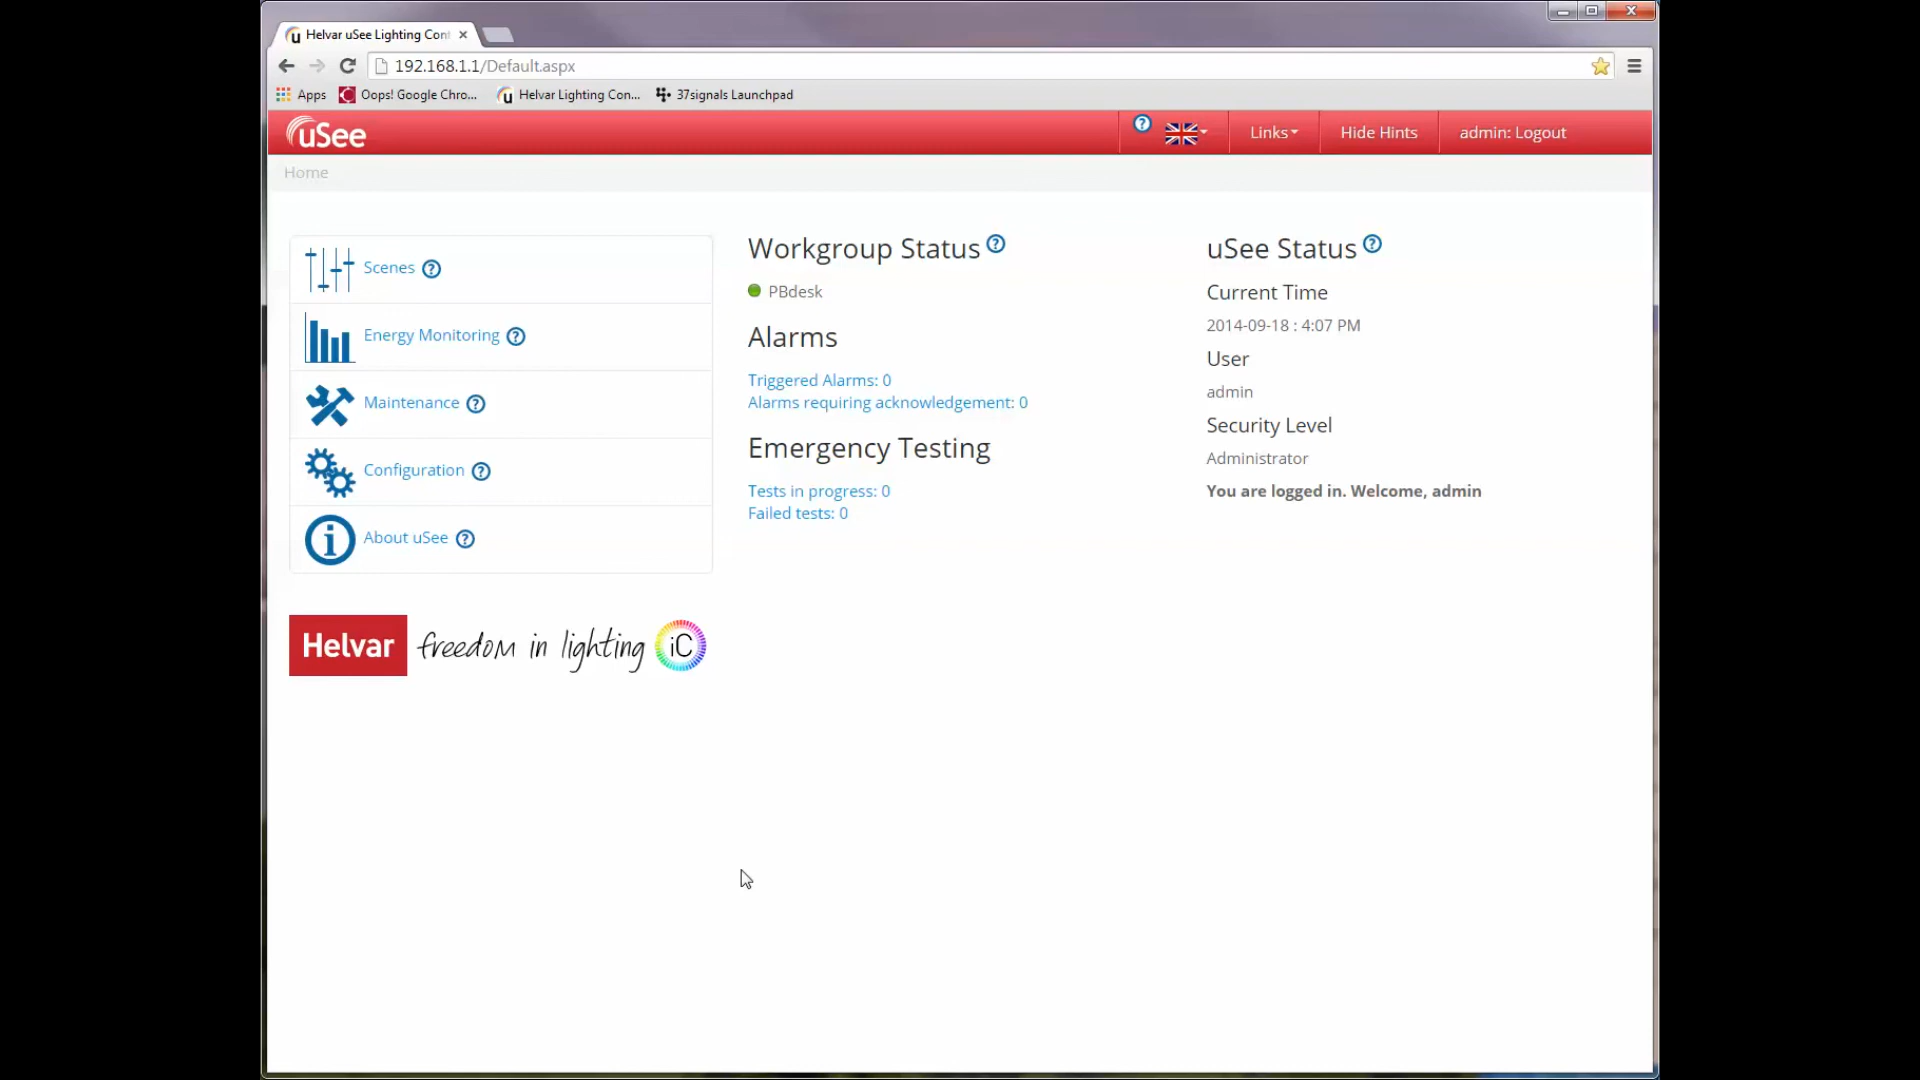 Helvar uSee Lighting Cont
192.168.1.1/Default.aspx
Apps
Oops! Google Chro...
Helvar Lighting Con...
37signals Launchpad
uSee
Links
Hide Hints
admin: Logout
Home
Scenes
Energy Monitoring
Maintenance
Configuration
About uSee
Helvar freedom in lighting iC
Workgroup Status
PBdesk
Alarms
Triggered Alarms: 0
Alarms requiring acknowledgement: 0
Emergency Testing
Tests in progress: 0
Failed tests: 0
uSee Status
Current Time
2014-09-18 : 4:07 PM
User
admin
Security Level
Administrator
You are logged in. Welcome, admin